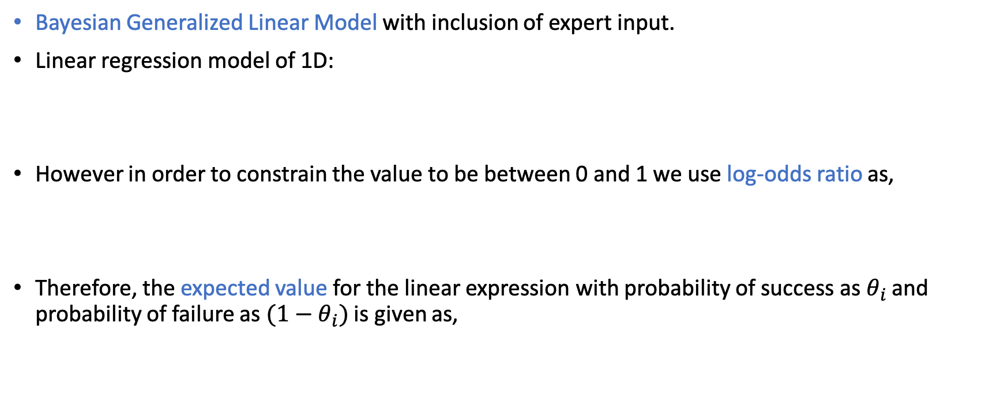 • Bayesian Generalized Linear Model with inclusion of expert input.
• Linear regression model of 1D:
• However in order to constrain the value to be between 0 and 1 we use log-odds ratio as,
• Therefore, the expected value for the linear expression with probability of success as θᵢ and
probability of failure as (1 − θᵢ) is given as,